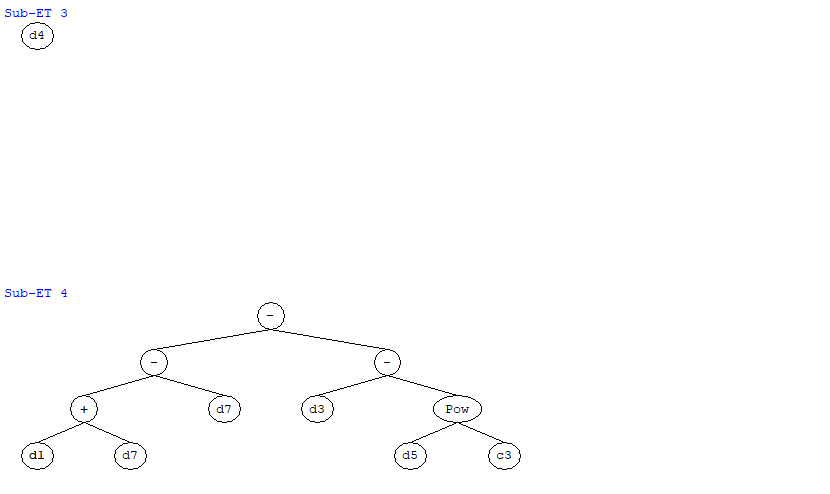 Sub-ET 3
d4
Sub-ET 4
-
- -
+ d7 d3 Pow
d1 d7 d5 c3